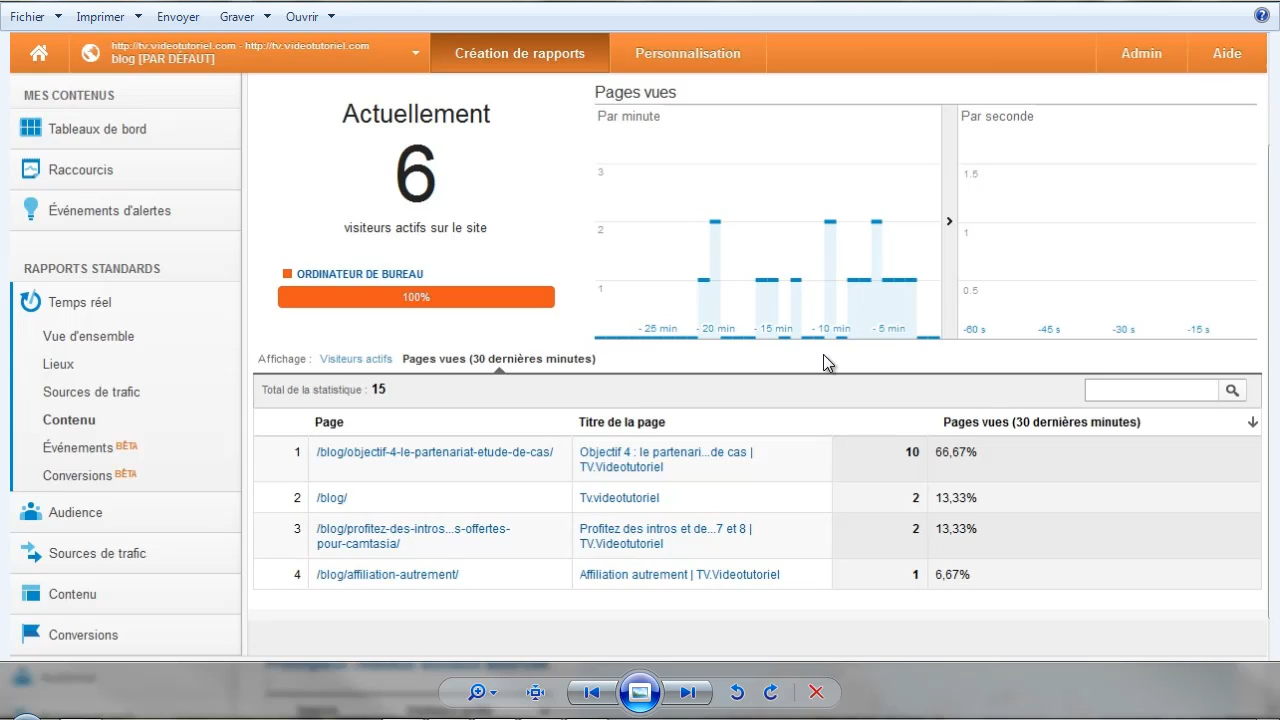 Fichier Imprimer Envoyer Graver Ouvrir
http://tv.videotutoriel.com - http://tv.videotutoriel.com
blog [PAR DÉFAUT]
Création de rapports
Personnalisation
Admin
Aide
MES CONTENUS
Tableaux de bord
Raccourcis
Événements d'alertes
RAPPORTS STANDARDS
Temps réel
Vue d'ensemble
Lieux
Sources de trafic
Contenu
Événements BÊTA
Conversions BÊTA
Audience
Sources de trafic
Contenu
Conversions
Actuellement
6
visiteurs actifs sur le site
ORDINATEUR DE BUREAU
100%
Pages vues
Par minute
3
2
1
- 25 min - 20 min - 15 min - 10 min - 5 min
Par seconde
1.5
1
0.5
-60 s -45 s -30 s -15 s
Affichage : Visiteurs actifs Pages vues (30 dernières minutes)
Total de la statistique : 15
Page Titre de la page Pages vues (30 dernières minutes)
1 /blog/objectif-4-le-partenariat-etude-de-cas/ Objectif 4 : le partenari...de cas | 10 66,67%
TV.Videotutoriel
2 /blog/ Tv.videotutoriel 2 13,33%
3 /blog/profitez-des-intros...s-offertes- Profitez des intros et de...7 et 8 | 2 13,33%
pour-camtasia/ TV.Videotutoriel
4 /blog/affiliation-autrement/ Affiliation autrement | TV.Videotutoriel 1 6,67%